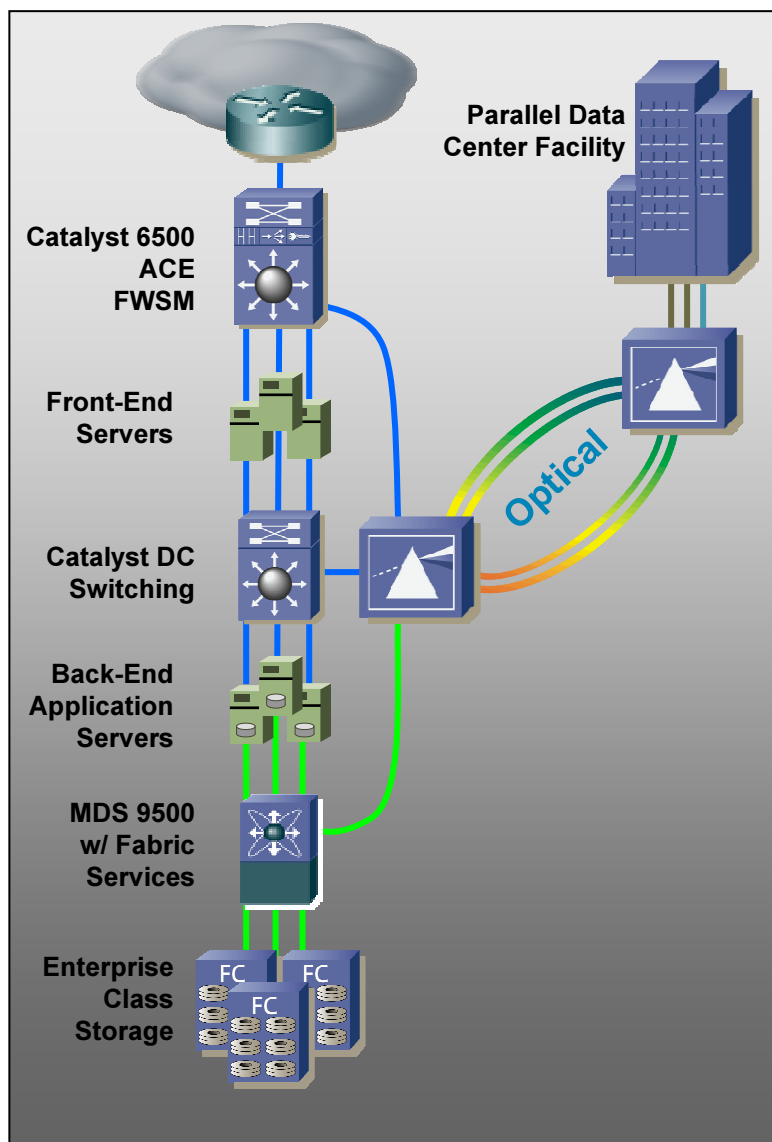 Parallel Data
Center Facility
Catalyst 6500
ACE
FWSM
Front-End
Servers
Optical
Catalyst DC
Switching
Back-End
Application
Servers
MDS 9500
w/ Fabric
Services
Enterprise
Class
Storage
FC
FC
FC